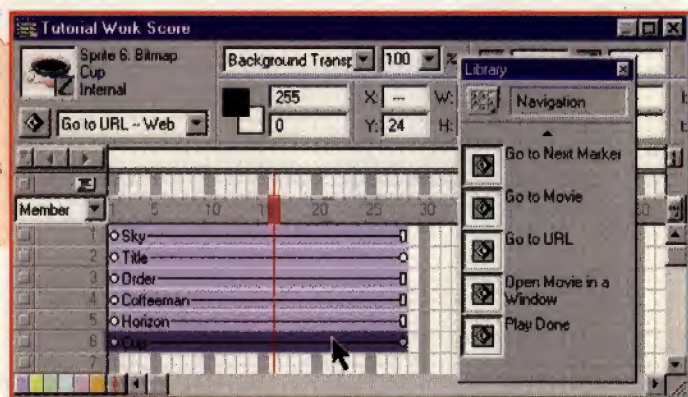 Tutorial Work Score
Sprite 6: Bitmap
Cup
Internal
Background Transp
100
%
255
X: --- W:
0
Y: 24 H:
Go to URL -- Web
Member
5 10 20 25 30
1 Sky
2 Title
3 Order
4 Coffeeman
5 Horizon
6 Cup
7
Library
Navigation
Go to Next Marker
Go to Movie
Go to URL
Open Movie in a
Window
Play Done